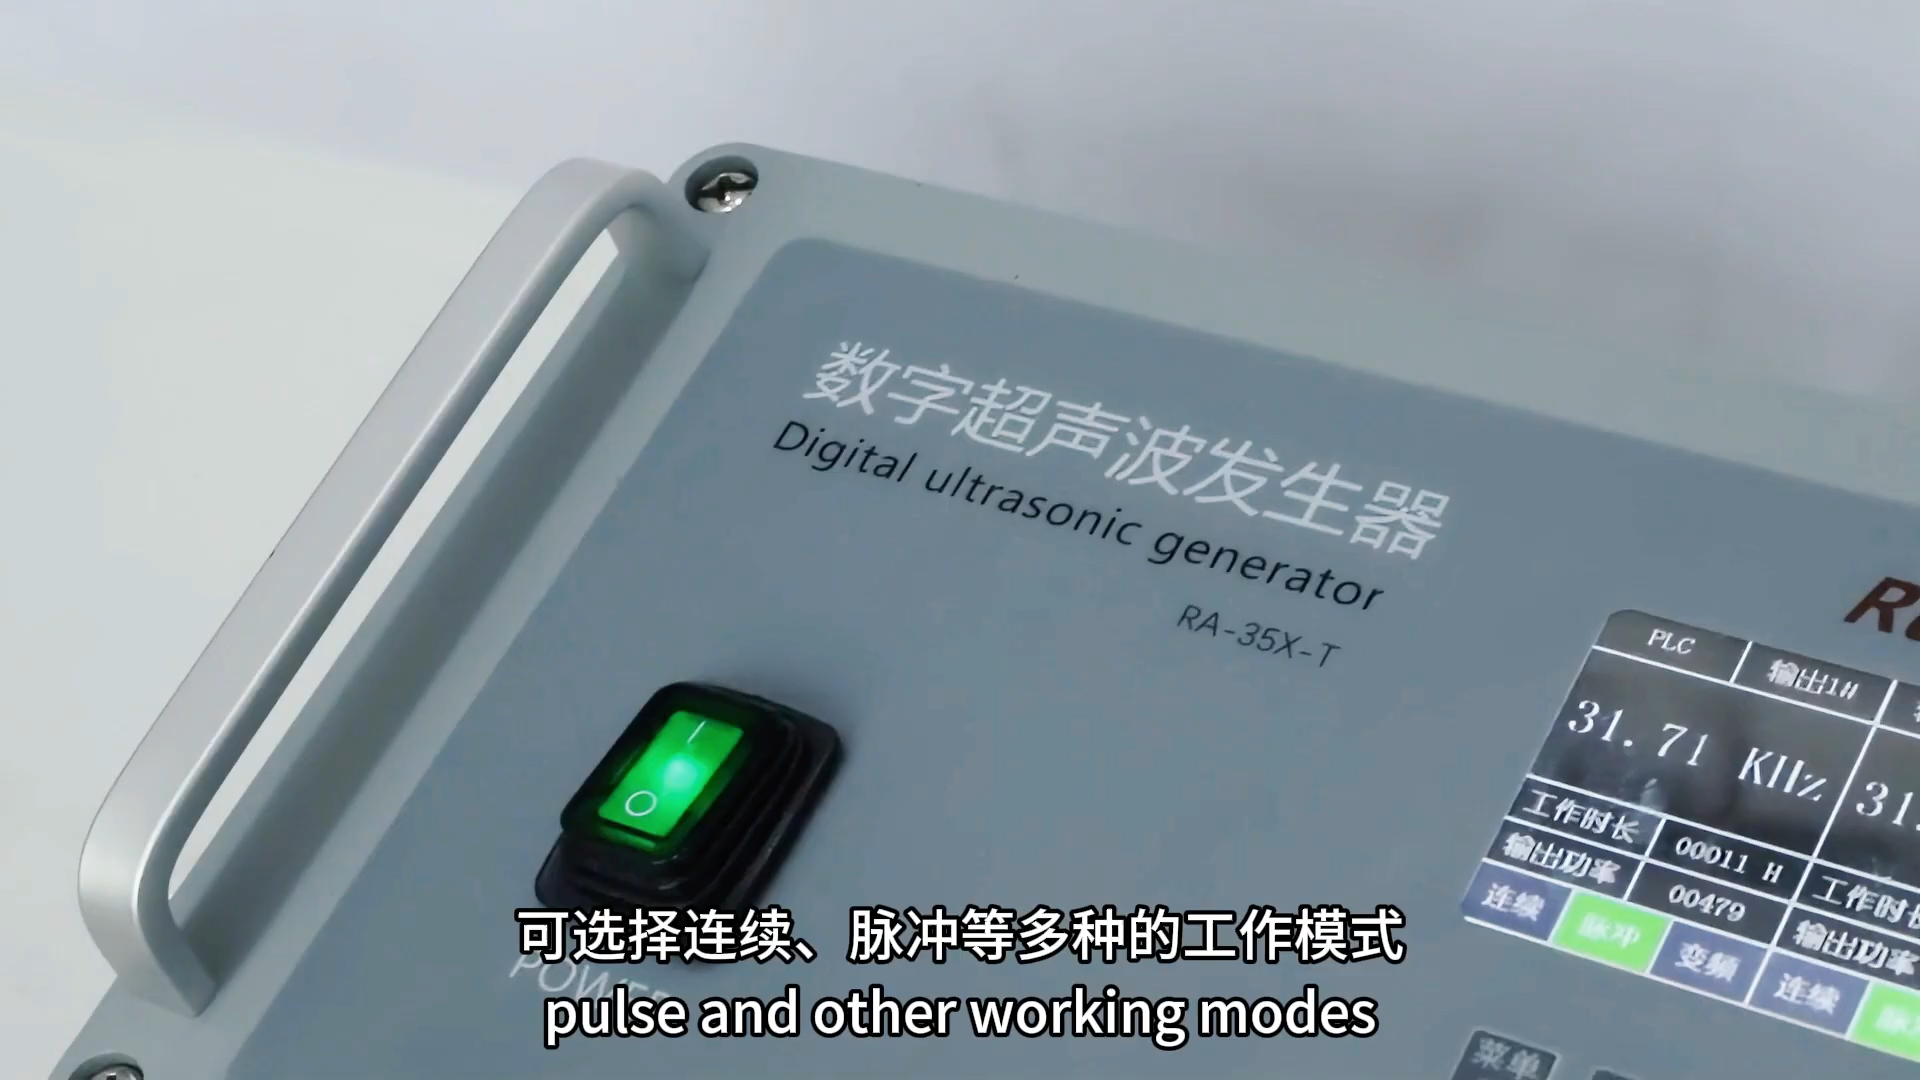 数字超声波发生器
Digital ultrasonic generator
RA-35X-T
PLC 输出1#
31.71 KHz
31.
工作时长 00011 H 工作时长
输出功率 00479 输出功率
连续 脉冲 变频 连续
菜单
POWER
可选择连续、脉冲等多种的工作模式
pulse and other working modes